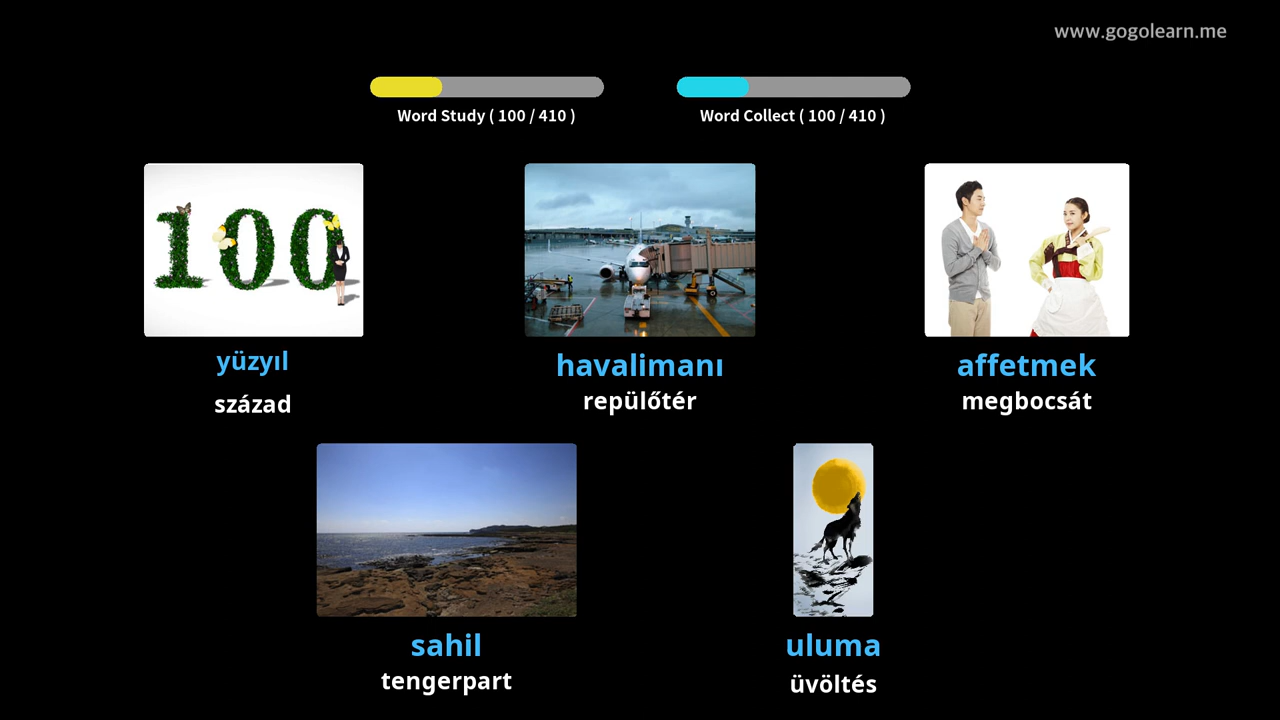 www.gogolearn.me
Word Study ( 100 / 410 )
Word Collect ( 100 / 410 )
100
yüzyıl
század
havalimanı
repülőtér
affetmek
megbocsát
sahil
tengerpart
uluma
üvöltés